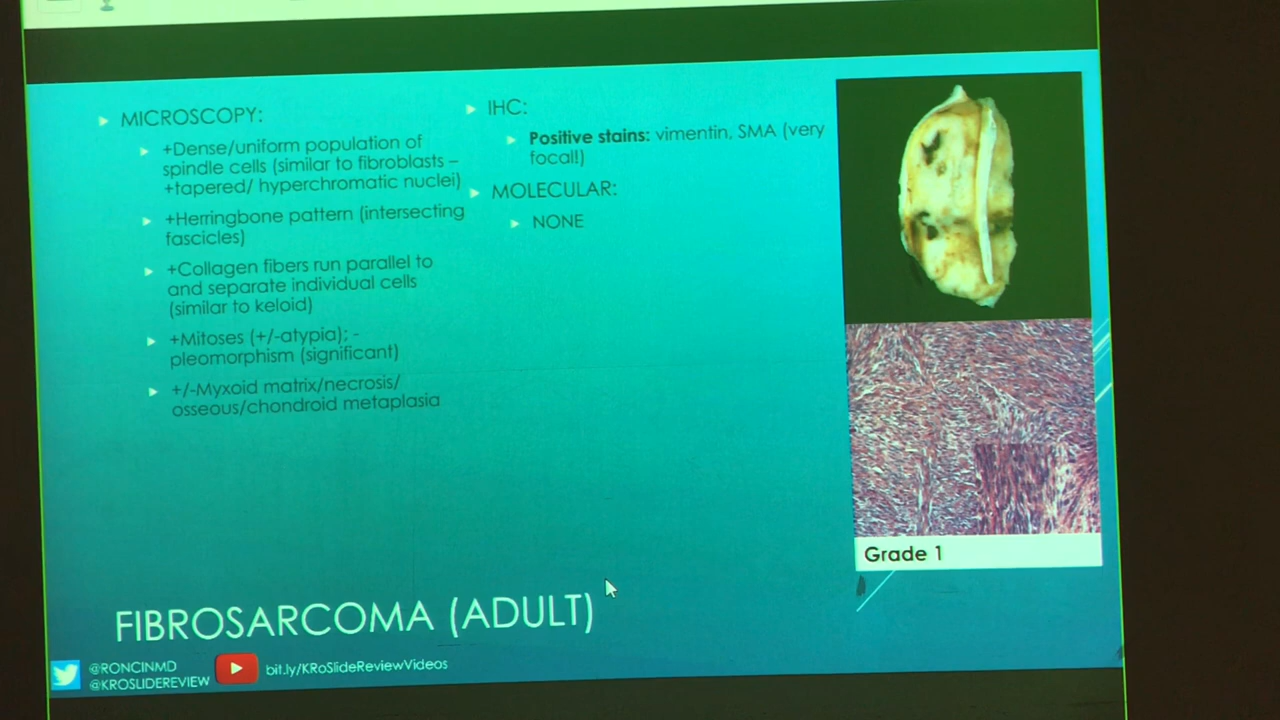 MICROSCOPY:
+Dense/uniform population of
spindle cells (similar to fibroblasts –
+tapered/ hyperchromatic nuclei)
+Herringbone pattern (intersecting
fascicles)
+Collagen fibers run parallel to
and separate individual cells
(similar to keloid)
+Mitoses (+/-atypia); -
pleomorphism (significant)
+/-Myxoid matrix/necrosis/
osseous/chondroid metaplasia
IHC:
Positive stains: vimentin, SMA (very
focal!)
MOLECULAR:
NONE
Grade 1
FIBROSARCOMA (ADULT)
@RONCINMD
@KROSLIDEREVIEW
bit.ly/KRoSlideReviewVideos